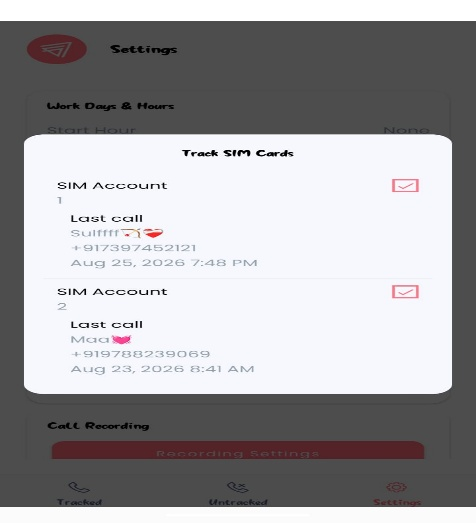 Settings
Work Days & Hours
Start Hour None
Track SIM Cards
SIM Account
1
Last call
Sulffff🏹❤️
+917397452121
Aug 25, 2026 7:48 PM
SIM Account
2
Last call
Maa💓
+919788239069
Aug 23, 2026 8:41 AM
Call Recording
Recording Settings
Tracked Untracked Settings